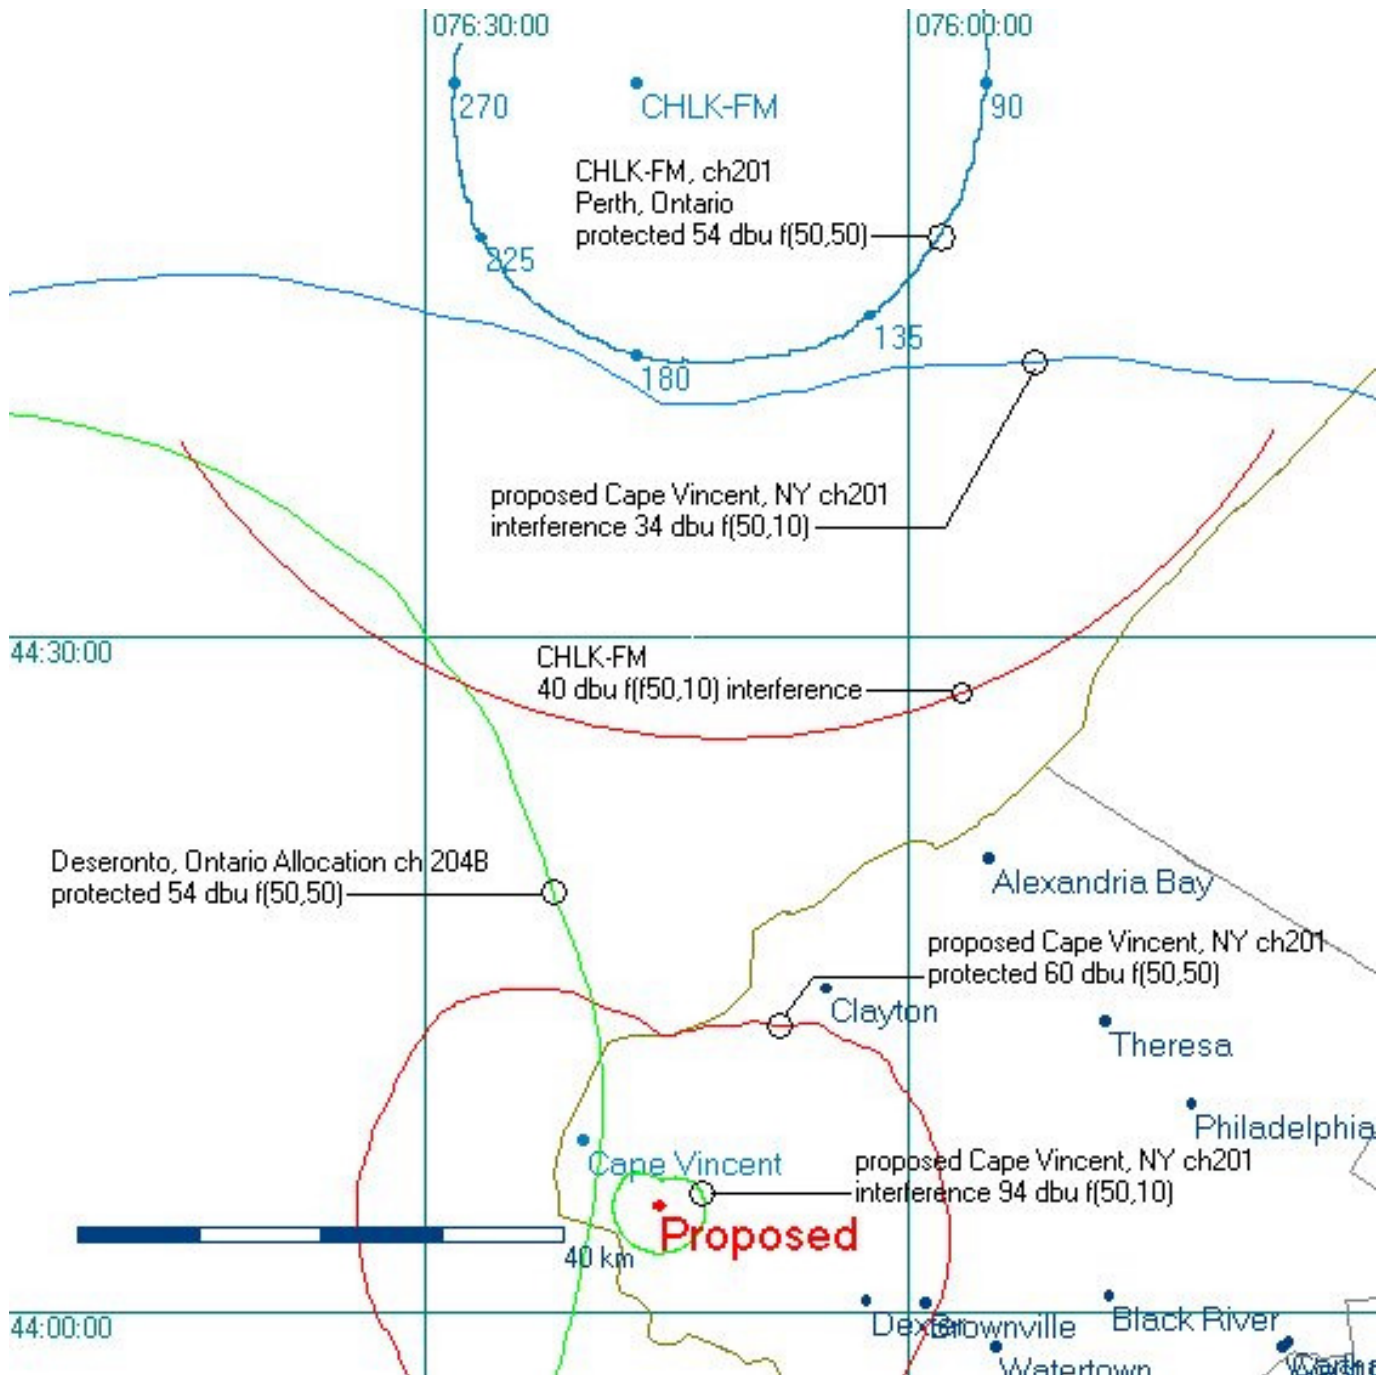 076:30:00
076:00:00
CHLK-FM
270
90
CHLK-FM, ch201
Perth, Ontario
protected 54 dbu f(50,50)
225
135
180
proposed Cape Vincent, NY ch201
interference 34 dbu f(50,10)
44:30:00
CHLK-FM
40 dbu f(f50,10) interference
Deseronto, Ontario Allocation ch 204B
protected 54 dbu f(50,50)
Alexandria Bay
proposed Cape Vincent, NY ch201
protected 60 dbu f(50,50)
Clayton
Theresa
Philadelphia
Cape Vincent
proposed Cape Vincent, NY ch201
interference 94 dbu f(50,10)
Proposed
40 km
44:00:00
Dexter
Brownville
Black River
Watertown